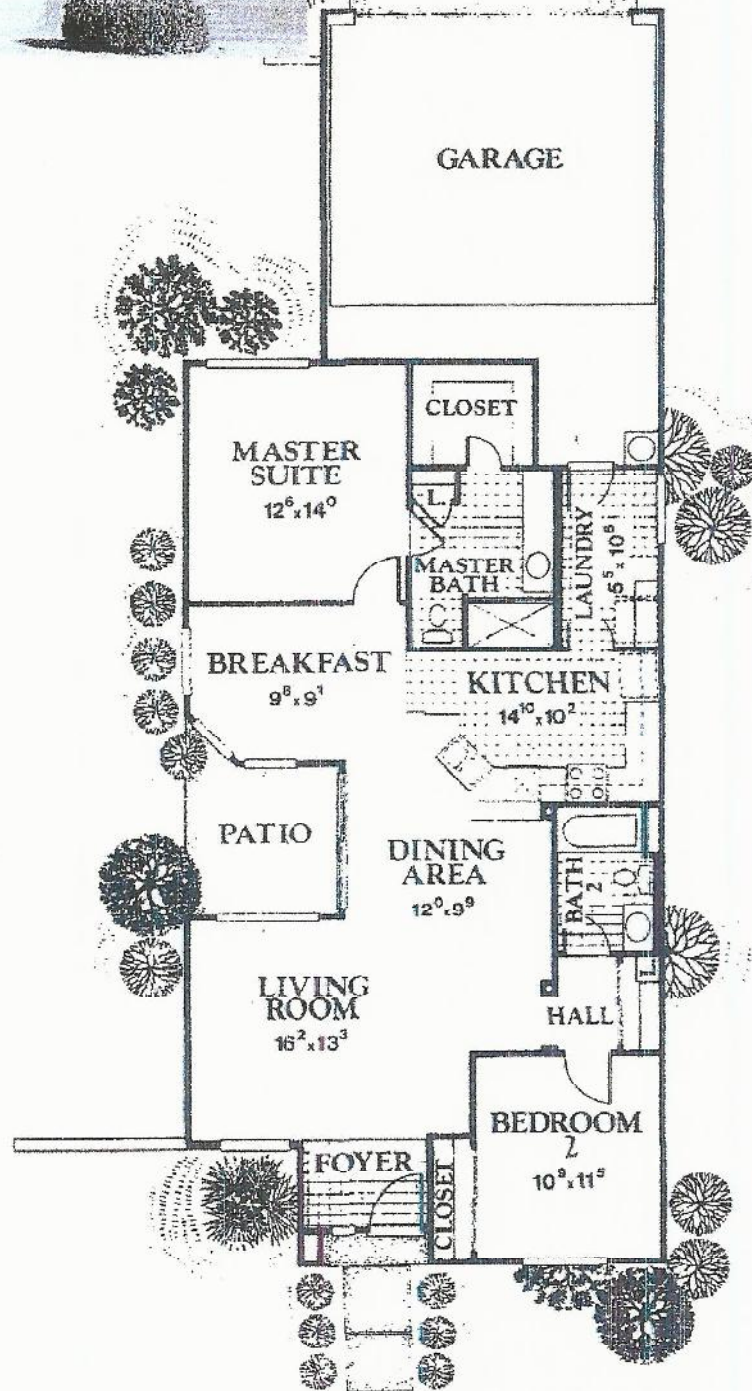 GARAGE
CLOSET
MASTER
SUITE
12⁶x14⁰
L.
MASTER
BATH
LAUNDRY
5⁵x10⁸
BREAKFAST
9⁸x9¹
KITCHEN
14¹⁰x10²
PATIO
DINING
AREA
12⁰x9⁹
BATH
2
LIVING
ROOM
16²x13³
HALL
BEDROOM
2
10⁹x11⁵
FOYER
CLOSET